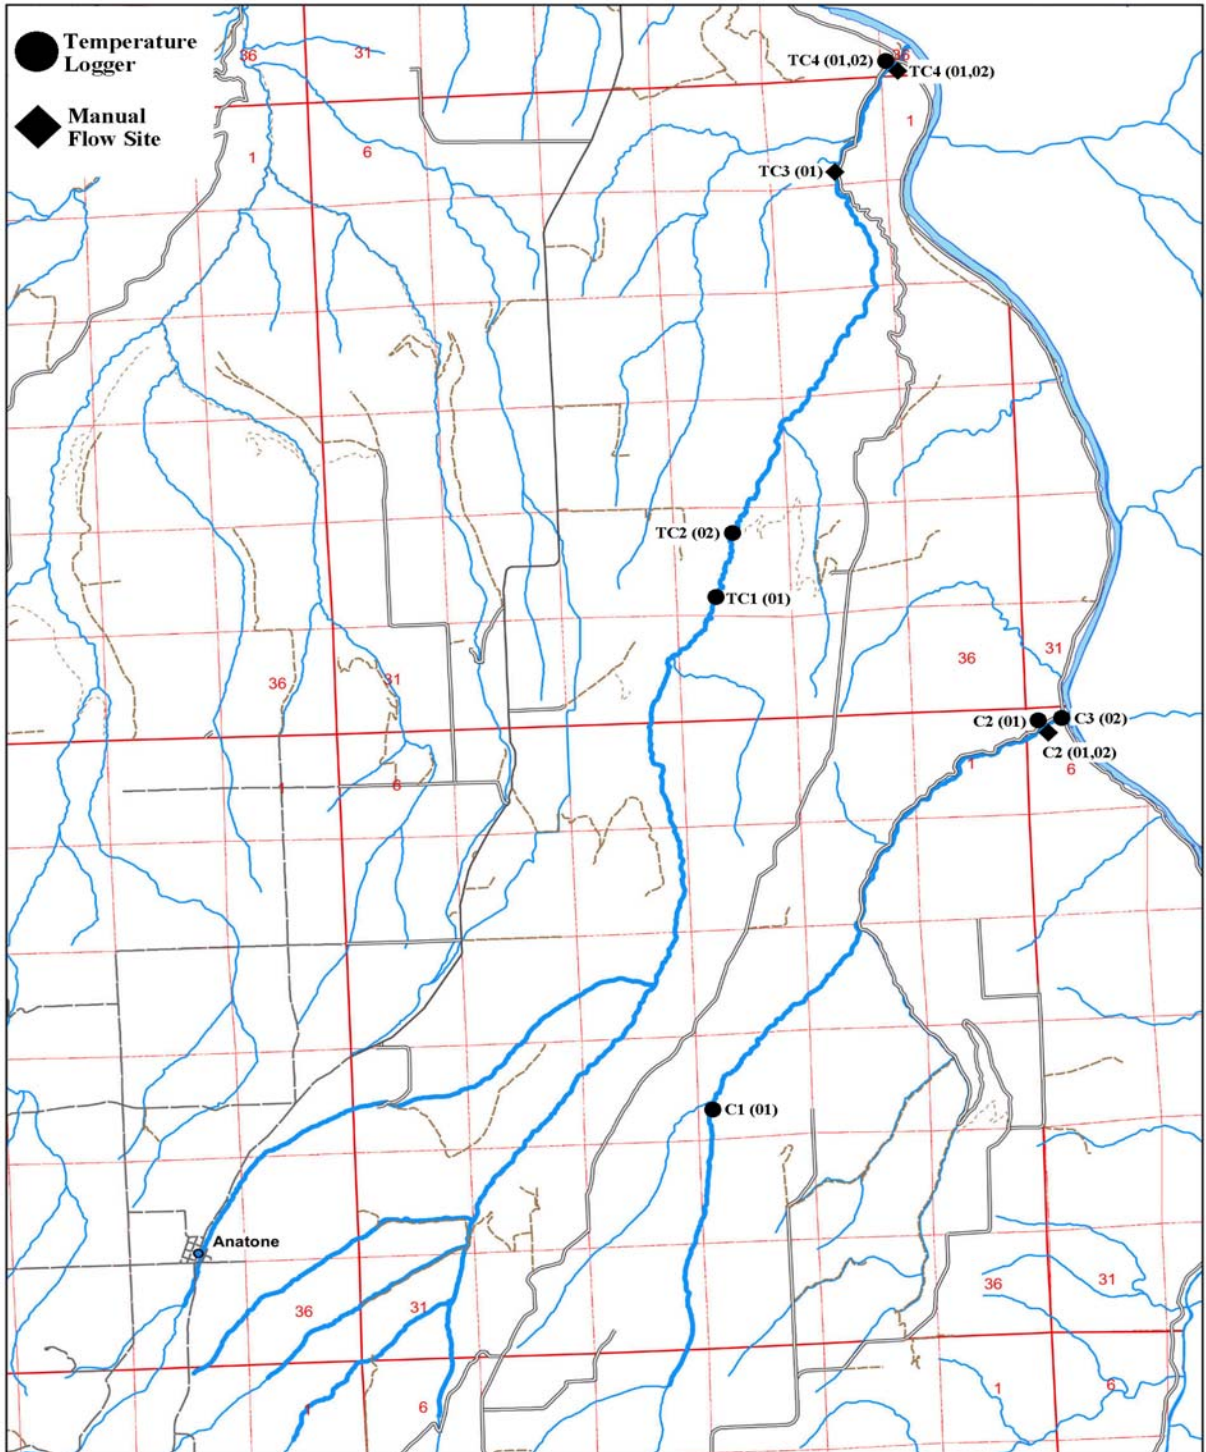 Temperature
Logger
Manual
Flow Site
36
31
TC4 (01,02)
36
TC4 (01,02)
1
6
1
TC3 (01)
TC2 (02)
TC1 (01)
36
31
36
31
C2 (01)
C3 (02)
C2 (01,02)
1
6
1
6
C1 (01)
Anatone
36
31
36
31
1
6
1
6